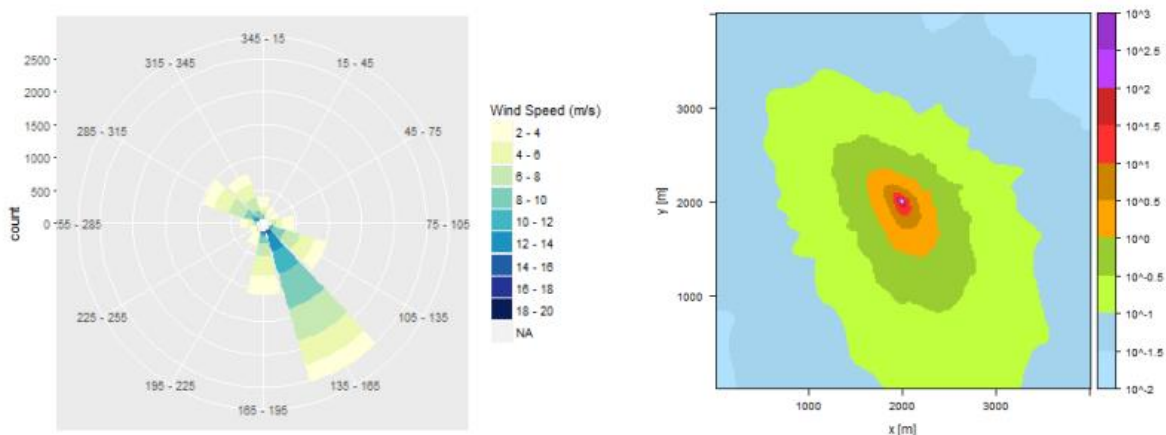 345 - 15
315 - 345
15 - 45
285 - 315
45 - 75
55 - 285
75 - 105
225 - 255
105 - 135
195 - 225
135 - 165
165 - 195
2500
2000
1500
1000
500
0
count
Wind Speed (m/s)
2 - 4
4 - 6
6 - 8
8 - 10
10 - 12
12 - 14
14 - 16
16 - 18
18 - 20
NA
3000
2000
1000
y [m]
1000
2000
3000
x [m]
10^3
10^2.5
10^2
10^1.5
10^1
10^0.5
10^0
10^-0.5
10^-1
10^-1.5
10^-2